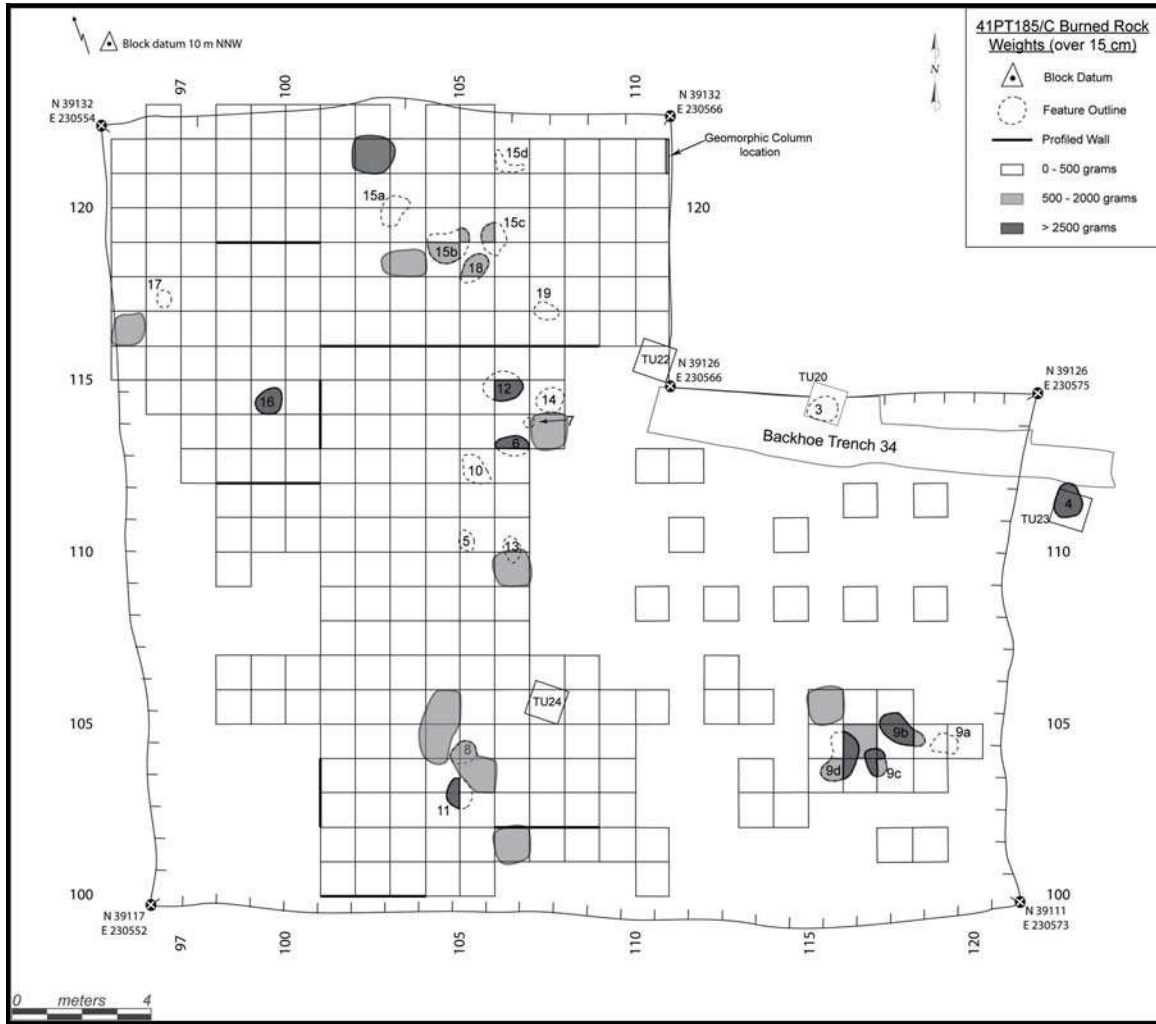 Block datum 10 m NNW
97
100
105
110
N
41PT185/C Burned Rock
Weights (over 15 cm)
Block Datum
Feature Outline
Profiled Wall
0 - 500 grams
500 - 2000 grams
> 2500 grams
N 39132
E 230554
N 39132
E 230566
Geomorphic Column
location
15d
15a
120
120
15c
15b
18
17
19
TU22
N 39126
E 230566
TU20
N 39126
E 230575
115
12
16
14
3
7
6
Backhoe Trench 34
10
4
TU23
5
13
110
110
TU24
105
105
9b
9a
8
9d
9c
11
100
100
N 39117
E 230552
N 39111
E 230573
97
100
105
110
115
120
0 meters 4